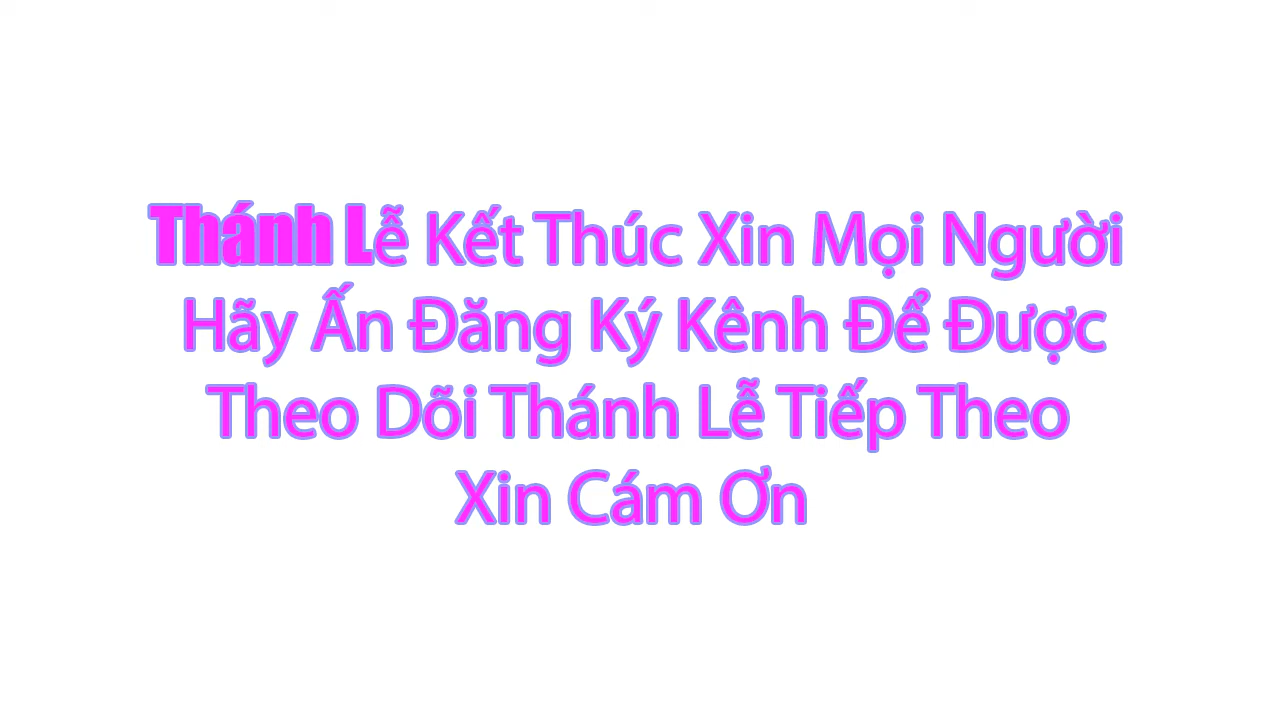 Thánh Lễ Kết Thúc Xin Mọi Người
Hãy Ấn Đăng Ký Kênh Để Được
Theo Dõi Thánh Lễ Tiếp Theo
Xin Cám Ơn